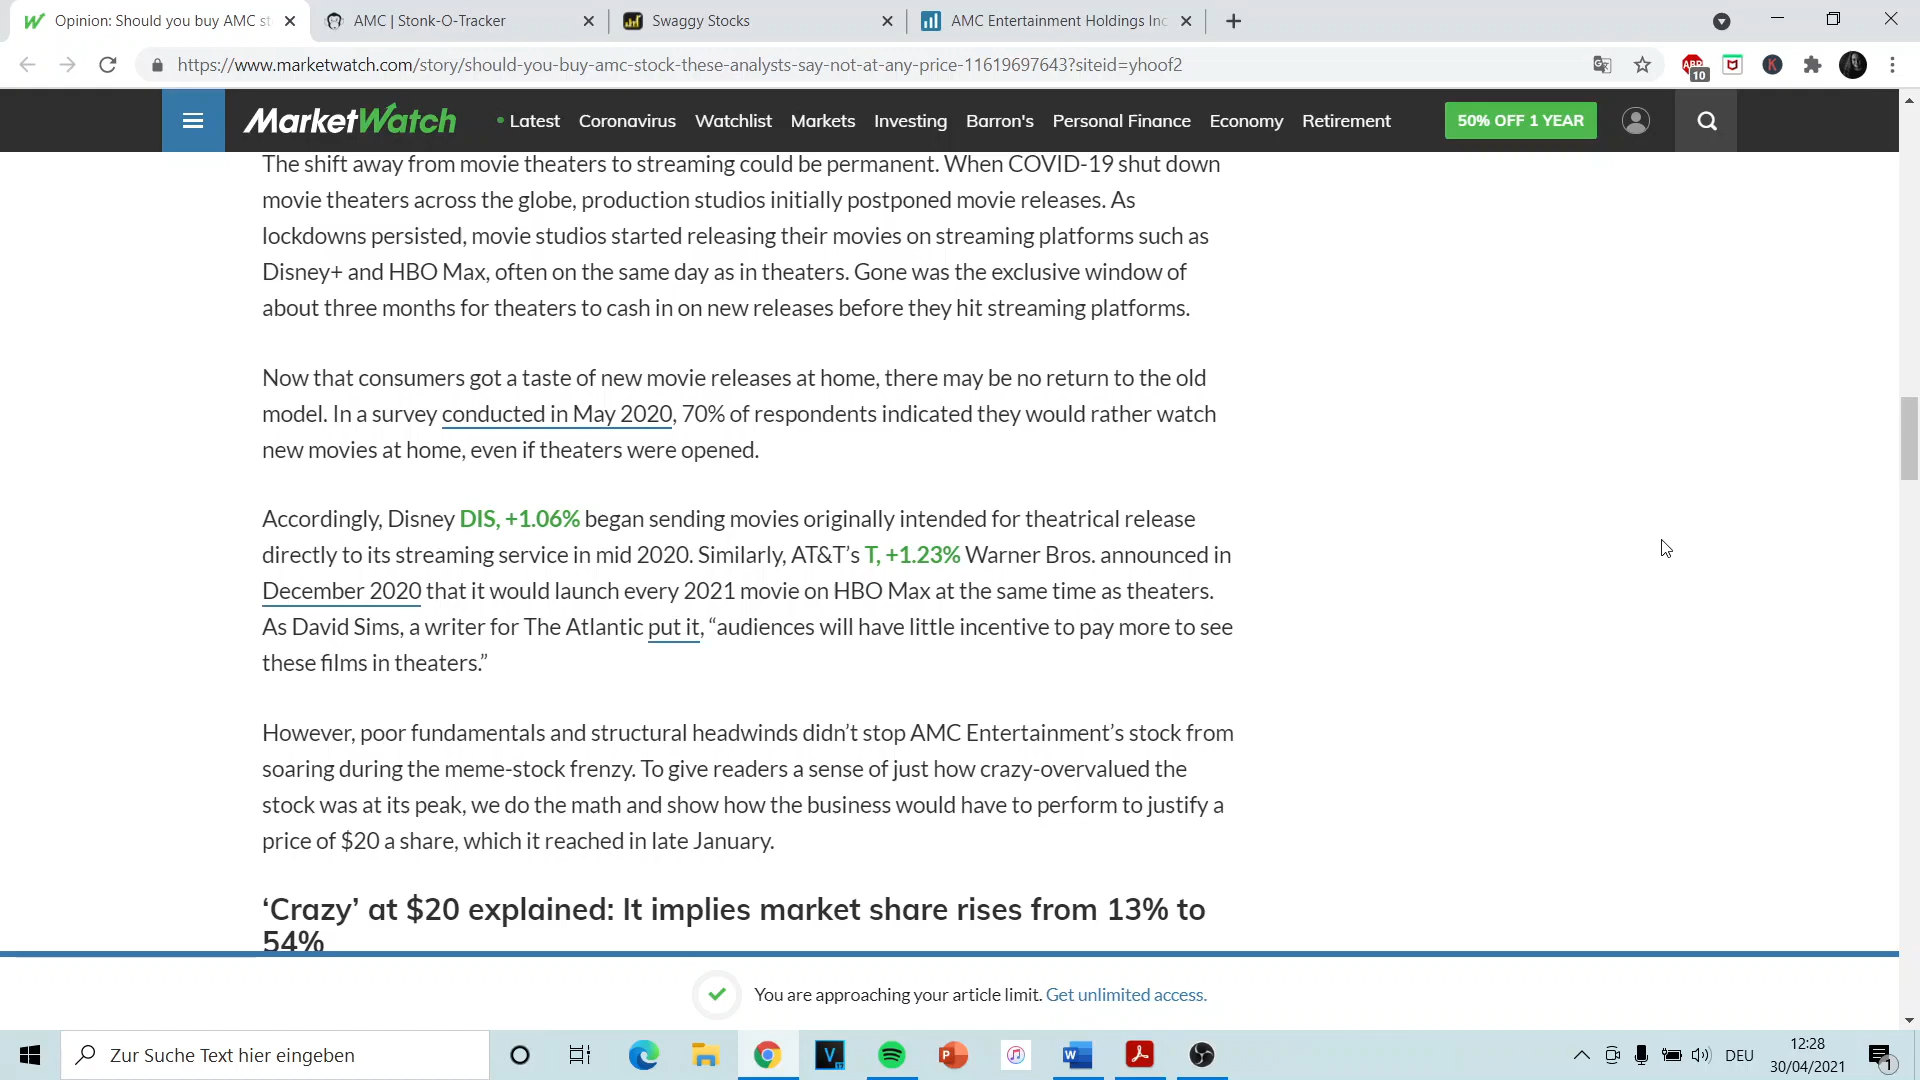 Opinion: Should you buy AMC st
AMC | Stonk-O-Tracker
Swaggy Stocks
AMC Entertainment Holdings Inc
https://www.marketwatch.com/story/should-you-buy-amc-stock-these-analysts-say-not-at-any-price-11619697643?siteid=yhoof2
ABP
10
K
MarketWatch
Latest
Coronavirus
Watchlist
Markets
Investing
Barron's
Personal Finance
Economy
Retirement
50% OFF 1 YEAR
The shift away from movie theaters to streaming could be permanent. When COVID-19 shut down
movie theaters across the globe, production studios initially postponed movie releases. As
lockdowns persisted, movie studios started releasing their movies on streaming platforms such as
Disney+ and HBO Max, often on the same day as in theaters. Gone was the exclusive window of
about three months for theaters to cash in on new releases before they hit streaming platforms.
Now that consumers got a taste of new movie releases at home, there may be no return to the old
model. In a survey conducted in May 2020, 70% of respondents indicated they would rather watch
new movies at home, even if theaters were opened.
Accordingly, Disney DIS, +1.06% began sending movies originally intended for theatrical release
directly to its streaming service in mid 2020. Similarly, AT&T’s T, +1.23% Warner Bros. announced in
December 2020 that it would launch every 2021 movie on HBO Max at the same time as theaters.
As David Sims, a writer for The Atlantic put it, “audiences will have little incentive to pay more to see
these films in theaters.”
However, poor fundamentals and structural headwinds didn’t stop AMC Entertainment’s stock from
soaring during the meme-stock frenzy. To give readers a sense of just how crazy-overvalued the
stock was at its peak, we do the math and show how the business would have to perform to justify a
price of $20 a share, which it reached in late January.
‘Crazy’ at $20 explained: It implies market share rises from 13% to
54%
You are approaching your article limit. Get unlimited access.
Zur Suche Text hier eingeben
DEU
12:28
30/04/2021
1